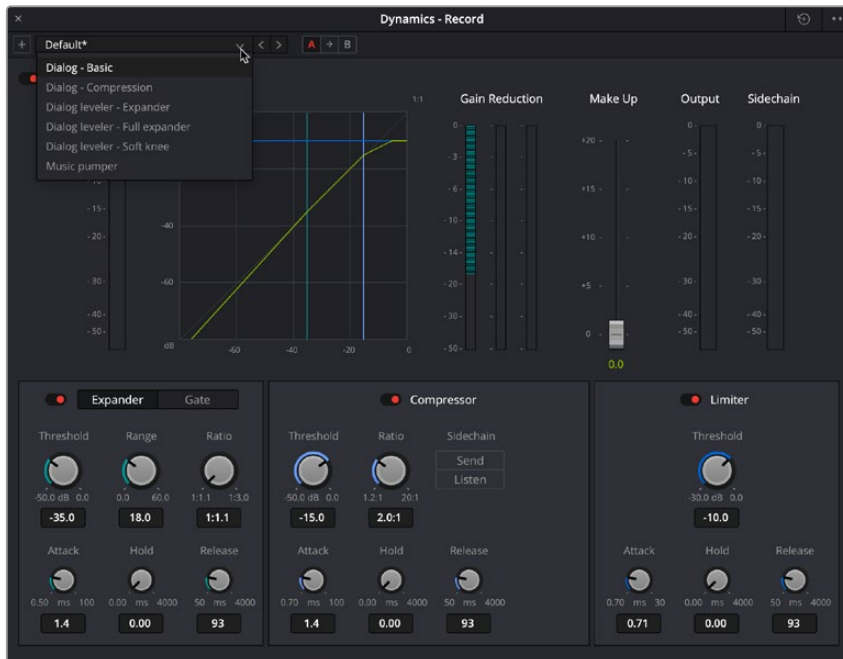 Dynamics - Record
Default*
A
B
Dialog - Basic
Dialog - Compression
Dialog leveler - Expander
Dialog leveler - Full expander
Dialog leveler - Soft knee
Music pumper
1:1
Gain Reduction Make Up Output Sidechain
0 +20 0 0
-3 -5 -5
-6 +15 -10 -10
-15 -40 -10 -15 -15
-20 +10 -20 -20
-14
-30 -60 -20 +5 -30 -30
-40 -30 0 -40 -40
-50 dB -60 -40 -20 0 -50 -50 -50
0.0
Expander Gate Compressor Limiter
Threshold Range Ratio Threshold Ratio Sidechain Threshold
Send
Listen
-50.0 dB 0.0 0.0 60.0 1:1.1 1:3.0 -50.0 dB 0.0 1.2:1 20:1 -30.0 dB 0.0
-35.0 18.0 1:1.1 -15.0 2.0:1 -10.0
Attack Hold Release Attack Hold Release Attack Hold Release
0.50 ms 100 0.00 ms 4000 50 ms 4000 0.70 ms 100 0.00 ms 4000 50 ms 4000 0.70 ms 30 0.00 ms 4000 50 ms 4000
1.4 0.00 93 1.4 0.00 93 0.71 0.00 93